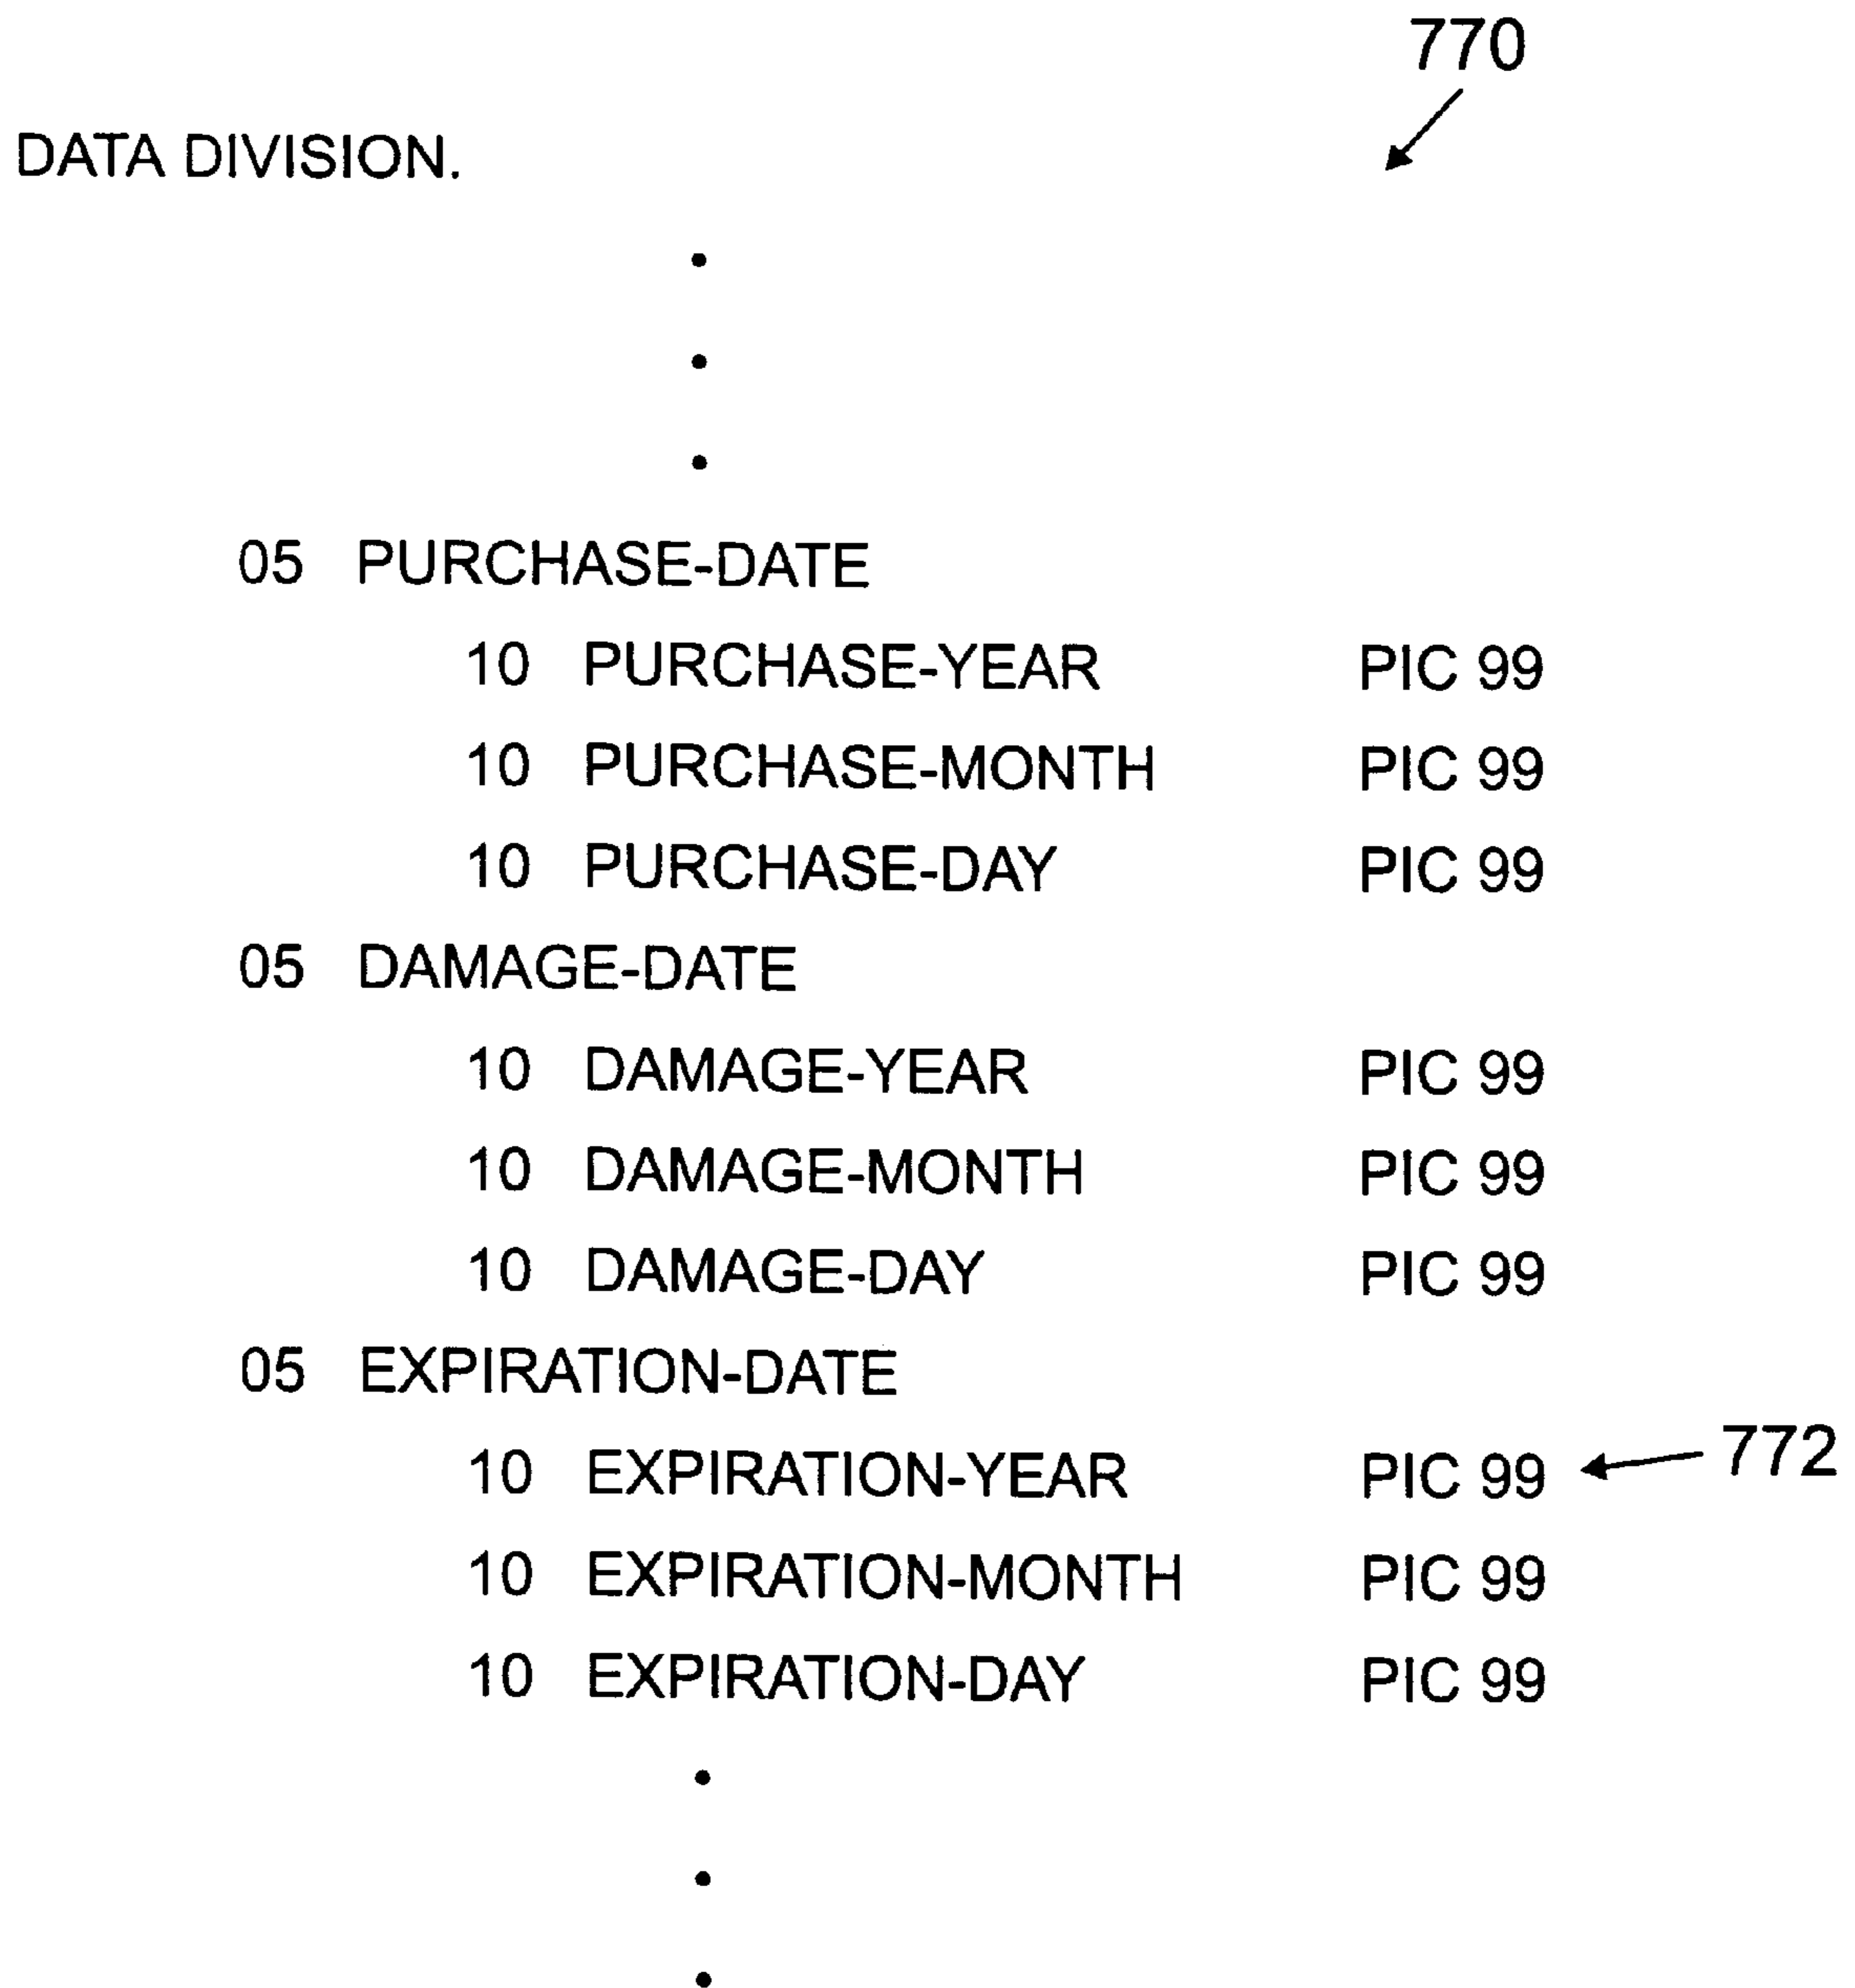 770
DATA DIVISION.
05 PURCHASE-DATE
10 PURCHASE-YEAR PIC 99
10 PURCHASE-MONTH PIC 99
10 PURCHASE-DAY PIC 99
05 DAMAGE-DATE
10 DAMAGE-YEAR PIC 99
10 DAMAGE-MONTH PIC 99
10 DAMAGE-DAY PIC 99
05 EXPIRATION-DATE
10 EXPIRATION-YEAR PIC 99 772
10 EXPIRATION-MONTH PIC 99
10 EXPIRATION-DAY PIC 99